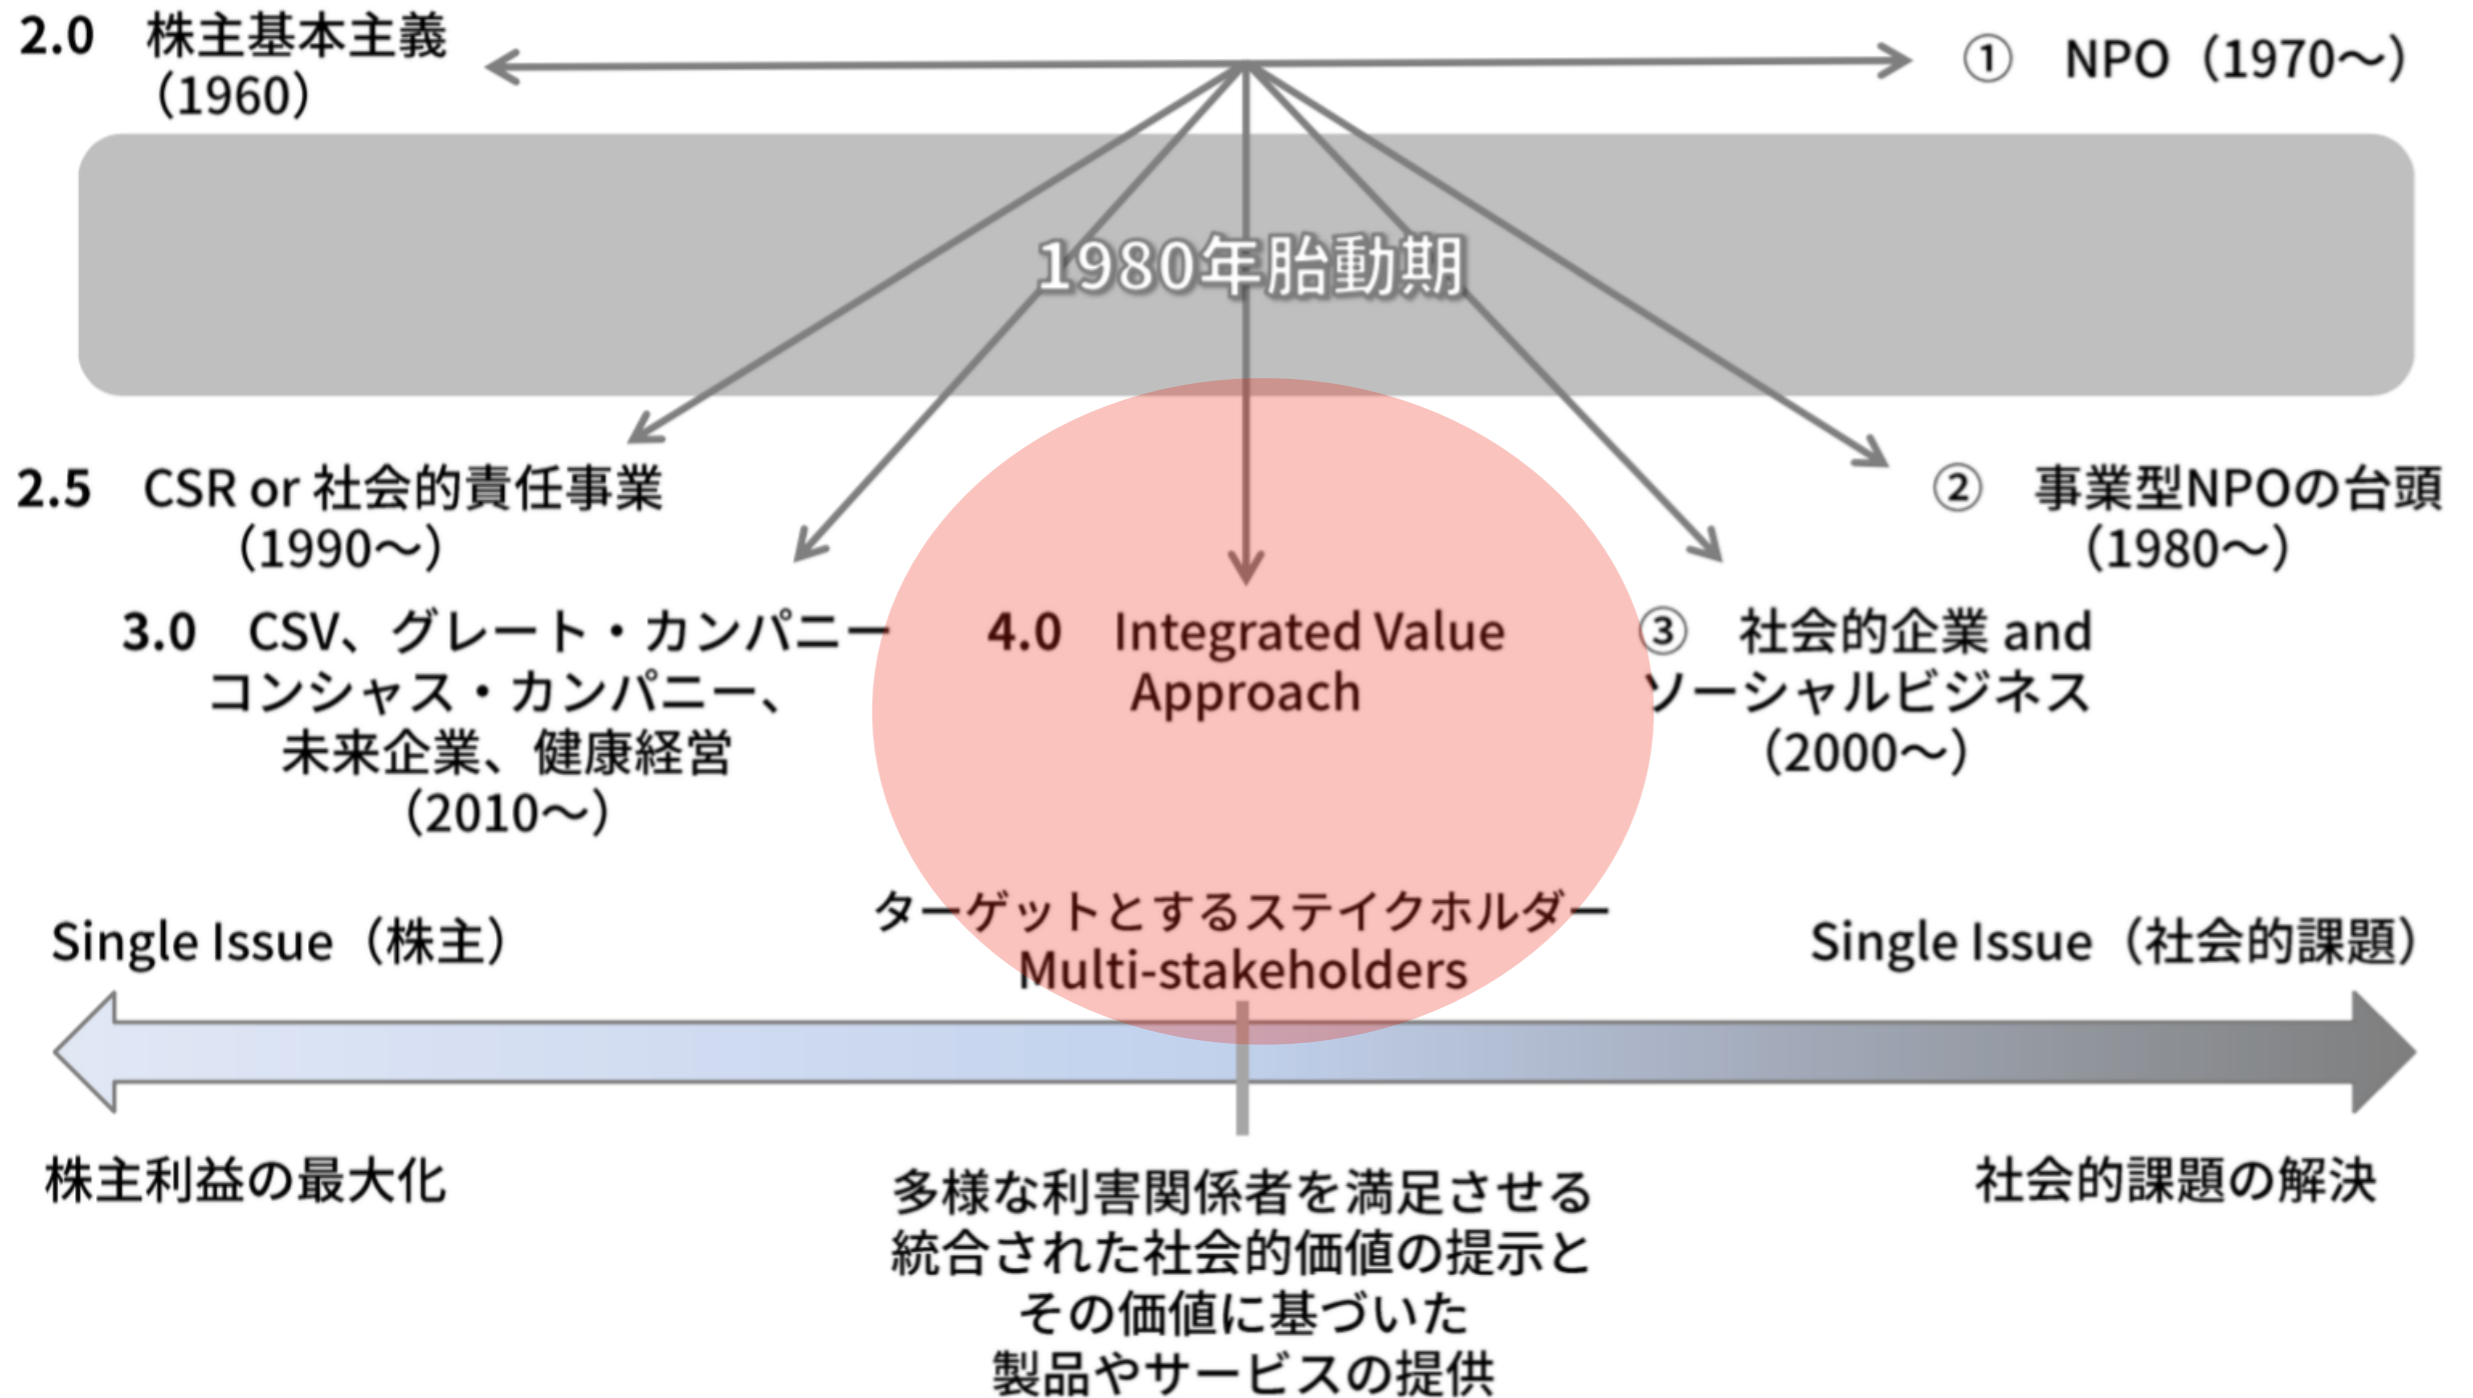 2.0 株主基本主義
（1960）
① NPO（1970～）
1980年胎動期
2.5 CSR or 社会的責任事業
（1990～）
② 事業型NPOの台頭
（1980～）
3.0 CSV、グレート・カンパニー
コンシャス・カンパニー、
未来企業、健康経営
（2010～）
4.0 Integrated Value
Approach
③ 社会的企業 and
ソーシャルビジネス
（2000～）
Single Issue（株主）
ターゲットとするステイクホルダー
Multi-stakeholders
Single Issue（社会的課題）
株主利益の最大化
多様な利害関係者を満足させる
統合された社会的価値の提示と
その価値に基づいた
製品やサービスの提供
社会的課題の解決